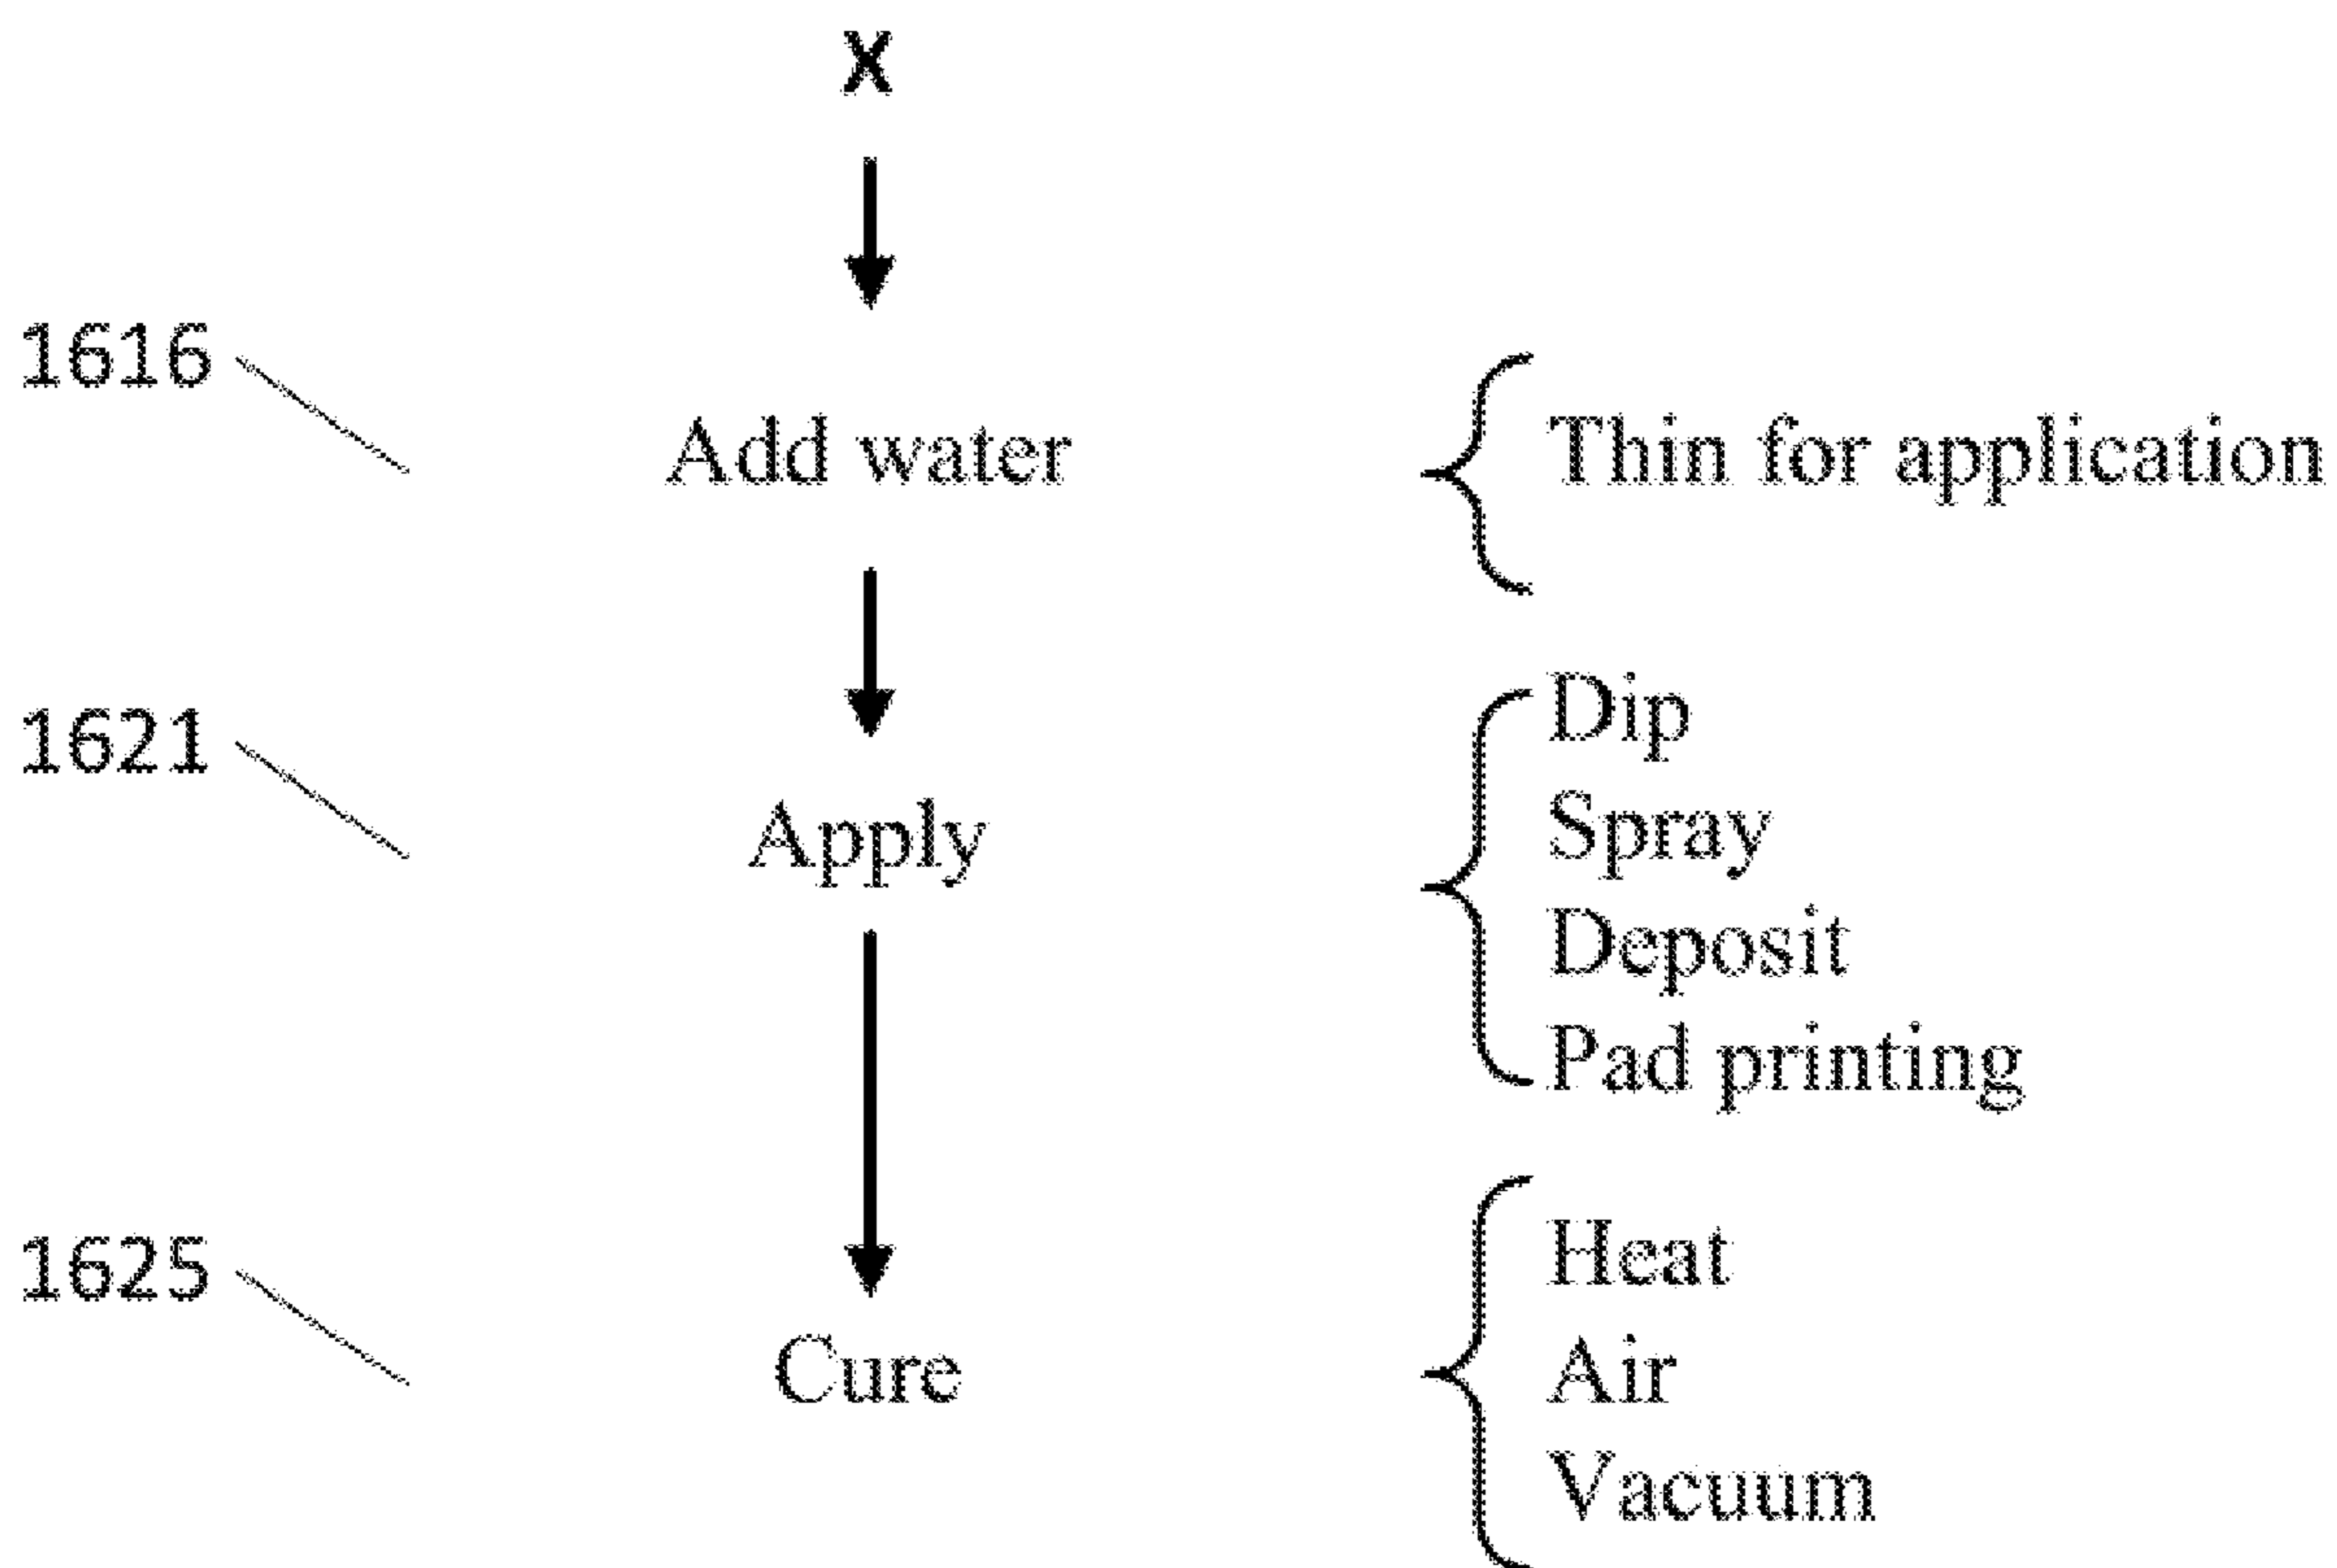 X
1616
Add water
Thin for application
1621
Apply
Dip
Spray
Deposit
Pad printing
1625
Cure
Heat
Air
Vacuum